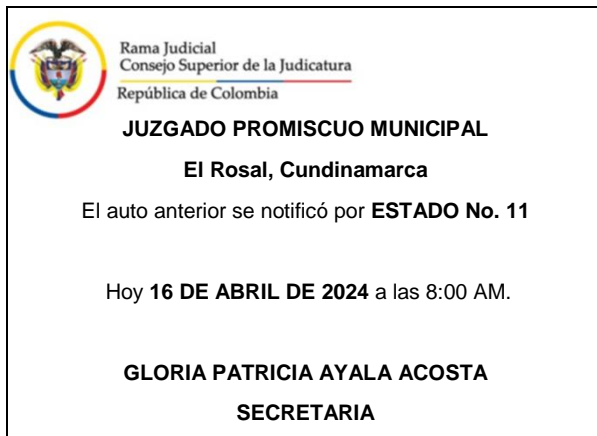 Rama Judicial
Consejo Superior de la Judicatura
República de Colombia
JUZGADO PROMISCUO MUNICIPAL
El Rosal, Cundinamarca
El auto anterior se notificó por ESTADO No. 11
Hoy 16 DE ABRIL DE 2024 a las 8:00 AM.
GLORIA PATRICIA AYALA ACOSTA
SECRETARIA